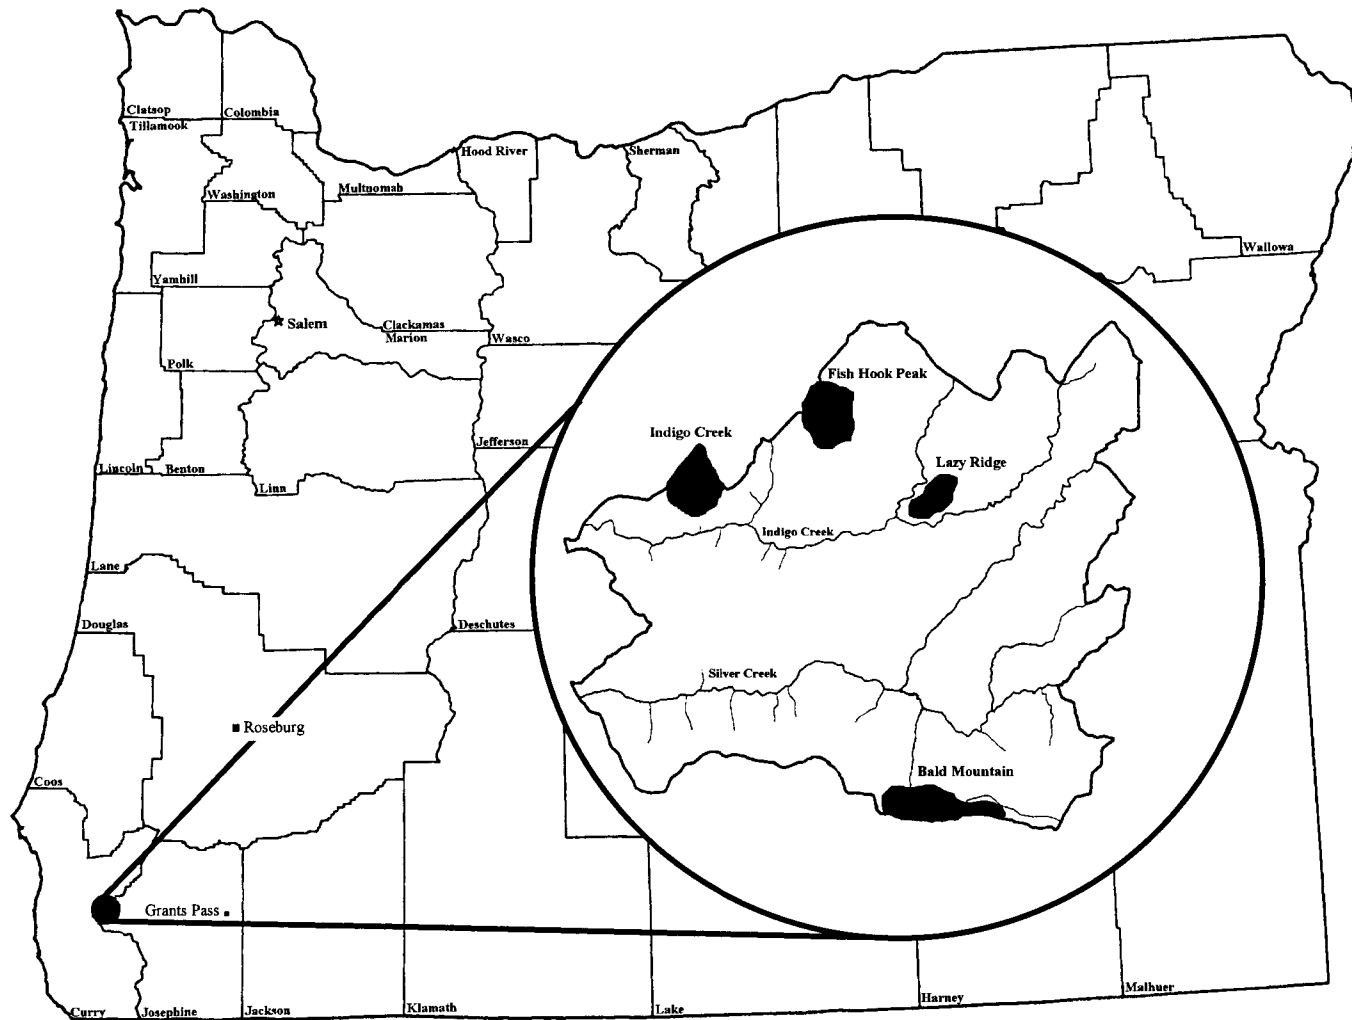 Clatsop
Colombia
Tillamook
Hood River
Sherman
Washington
Multnomah
Wallowa
Yamhill
Salem
Clackamas
Marion
Wasco
Polk
Fish Hook Peak
Indigo Creek
Jefferson
Lazy Ridge
Lincoln
Benton
Linn
Indigo Creek
Lane
Douglas
Deschutes
Silver Creek
Roseburg
Bald Mountain
Coos
Grants Pass
Malhuer
Harney
Curry
Josephine
Jackson
Klamath
Lake